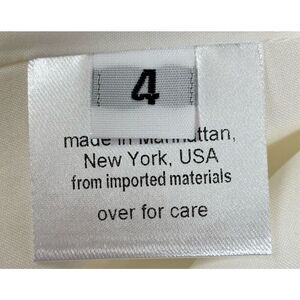 4
made in Manhattan,
New York, USA
from imported materials
over for care